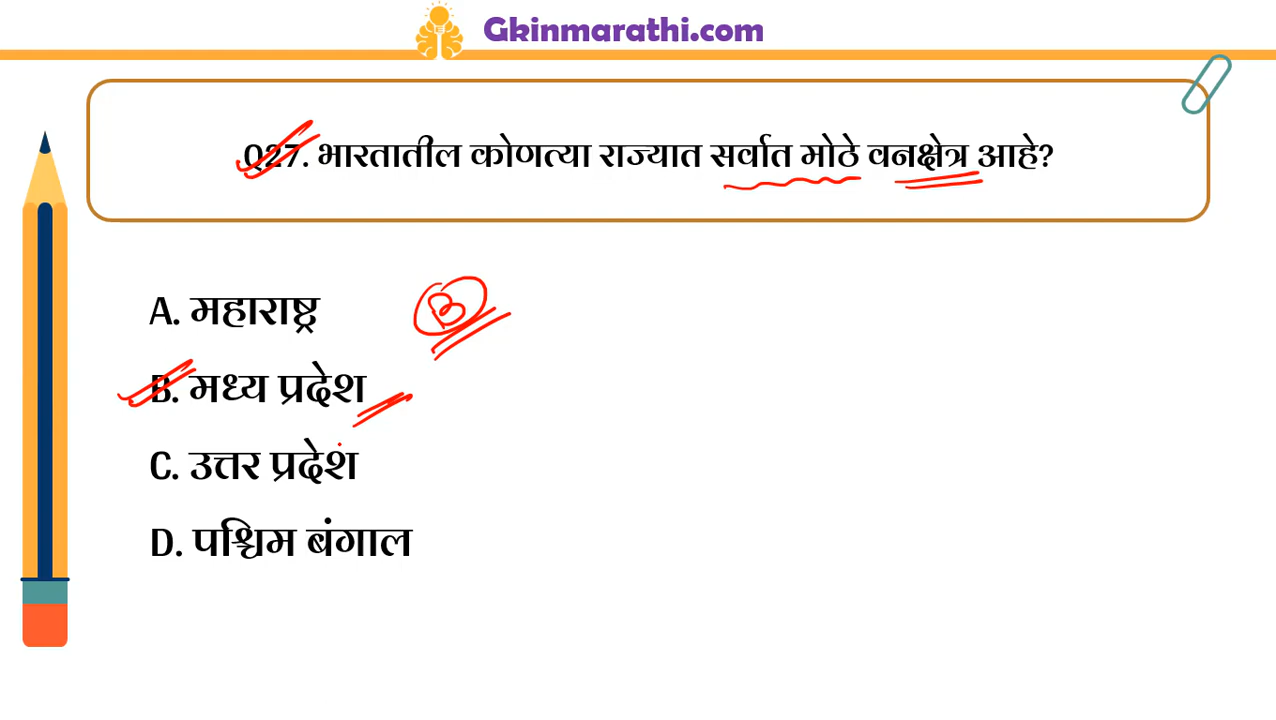 Gkinmarathi.com
Q27. भारतातील कोणत्या राज्यात सर्वात मोठे वनक्षेत्र आहे?
A. महाराष्ट्र
B
B. मध्य प्रदेश
C. उत्तर प्रदेश
D. पश्चिम बंगाल